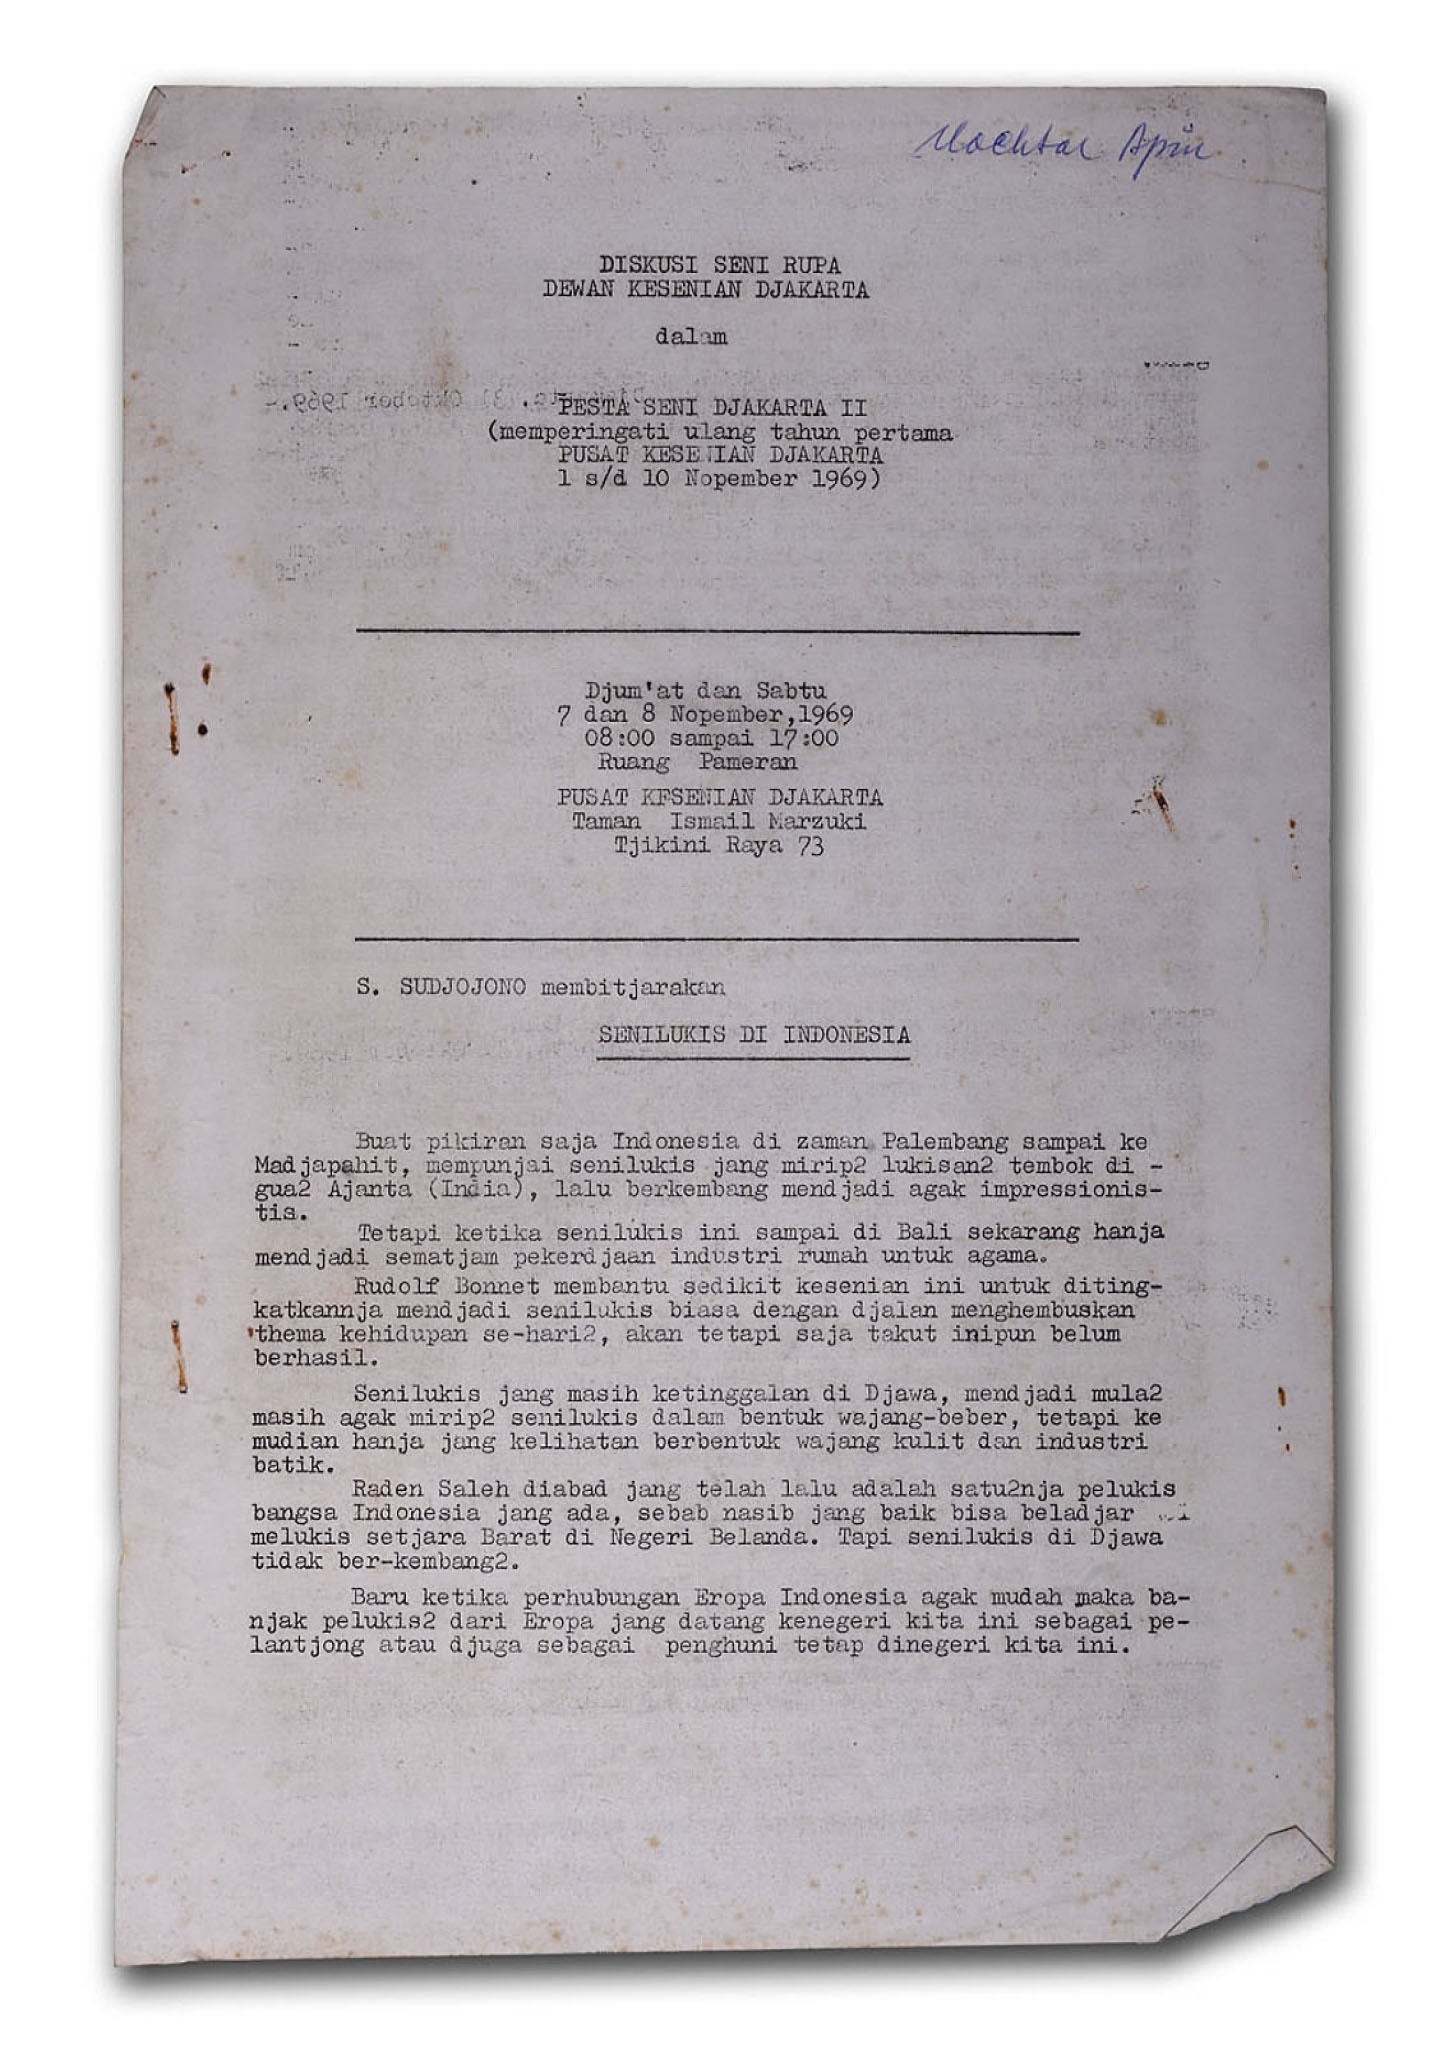 Mochtar Apin
DISKUSI SENI RUPA
DEWAN KESENIAN DJAKARTA
dalam
PESTA SENI DJAKARTA II
(memperingati ulang tahun pertama
PUSAT KESENIAN DJAKARTA
1 s/d 10 Nopember 1969)
Djum'at dan Sabtu
7 dan 8 Nopember,1969
08:00 sampai 17:00
Ruang Pameran
PUSAT KESENIAN DJAKARTA
Taman Ismail Marzuki
Tjikini Raya 73
S. SUDJOJONO membitjarakan
SENILUKIS DI INDONESIA
Buat pikiran saja Indonesia di zaman Palembang sampai ke
Madjapahit, mempunjai senilukis jang mirip2 lukisan2 tembok di -
gua2 Ajanta (India), lalu berkembang mendjadi agak impressionis-
tis.
Tetapi ketika senilukis ini sampai di Bali sekarang hanja
mendjadi sematjam pekerdjaan industri rumah untuk agama.
Rudolf Bonnet membantu sedikit kesenian ini untuk diting-
katkannja mendjadi senilukis biasa dengan djalan menghembuskan
'thema kehidupan se-hari2, akan tetapi saja takut inipun belum
berhasil.
Senilukis jang masih ketinggalan di Djawa, mendjadi mula2
masih agak mirip2 senilukis dalam bentuk wajang-beber, tetapi ke
mudian hanja jang kelihatan berbentuk wajang kulit dan industri
batik.
Raden Saleh diabad jang telah lalu adalah satu2nja pelukis
bangsa Indonesia jang ada, sebab nasib jang baik bisa beladjar
melukis setjara Barat di Negeri Belanda. Tapi senilukis di Djawa
tidak ber-kembang2.
Baru ketika perhubungan Eropa Indonesia agak mudah maka ba-
njak pelukis2 dari Eropa jang datang kenegeri kita ini sebagai pe-
lantjong atau djuga sebagai penghuni tetap dinegeri kita ini.